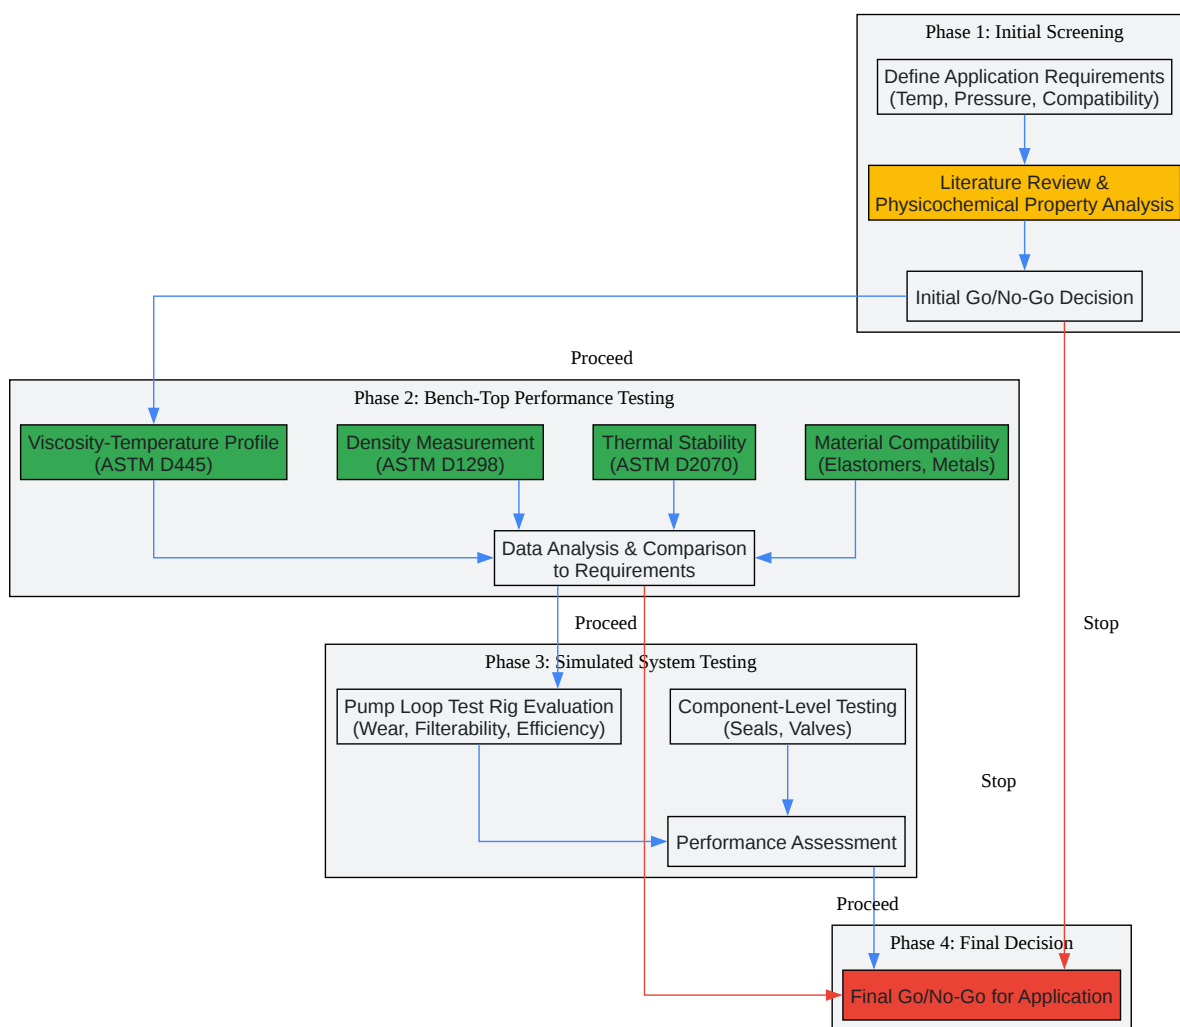 Phase 1: Initial Screening
Define Application Requirements
(Temp, Pressure, Compatibility)
Literature Review &
Physicochemical Property Analysis
Initial Go/No-Go Decision
Proceed
Phase 2: Bench-Top Performance Testing
Viscosity-Temperature Profile
(ASTM D445)
Density Measurement
(ASTM D1298)
Thermal Stability
(ASTM D2070)
Material Compatibility
(Elastomers, Metals)
Data Analysis & Comparison
to Requirements
Proceed
Stop
Phase 3: Simulated System Testing
Pump Loop Test Rig Evaluation
(Wear, Filterability, Efficiency)
Component-Level Testing
(Seals, Valves)
Stop
Performance Assessment
Proceed
Phase 4: Final Decision
Final Go/No-Go for Application